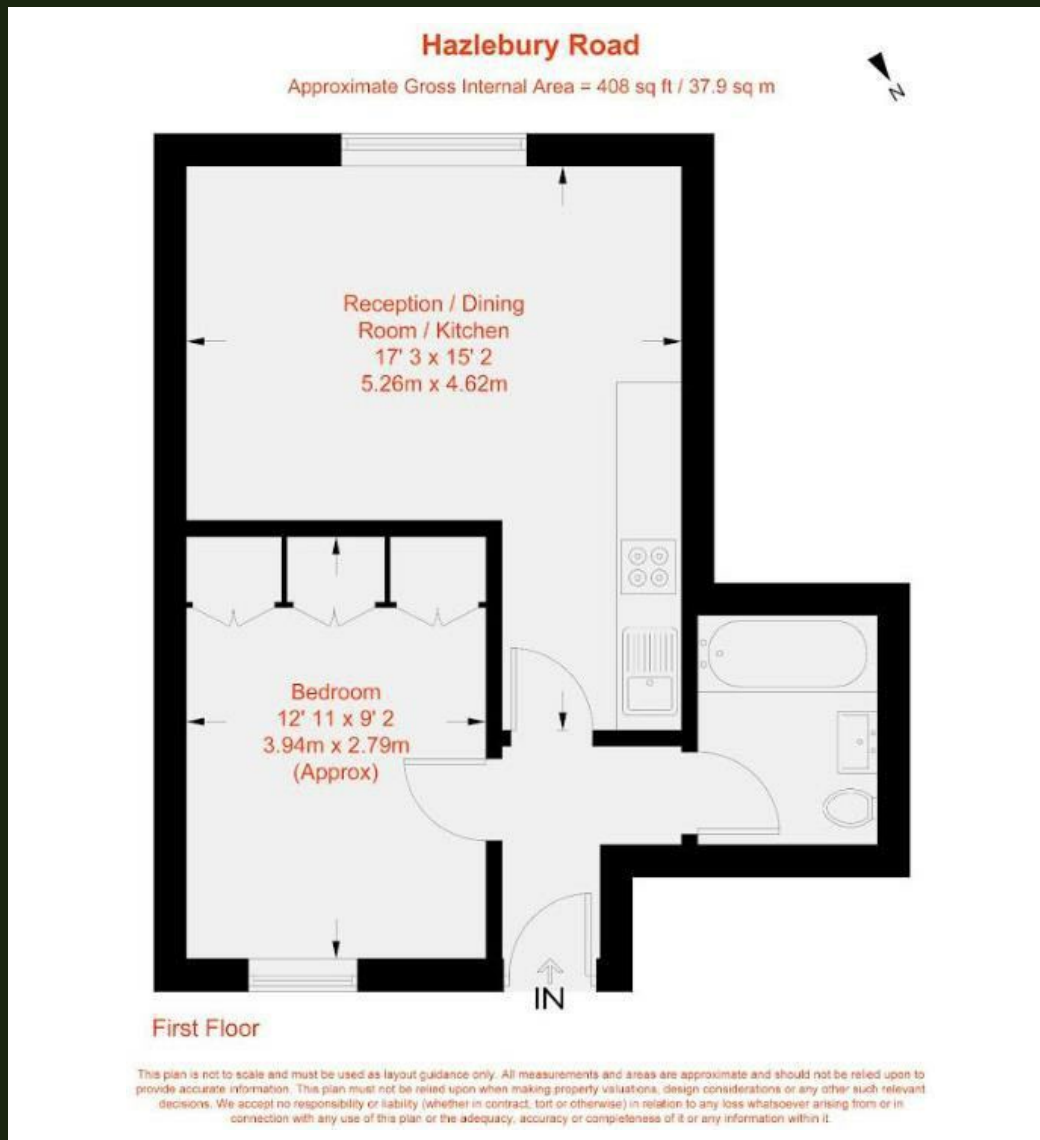 Hazlebury Road
Approximate Gross Internal Area = 408 sq ft / 37.9 sq m
N
Reception / Dining
Room / Kitchen
17' 3 x 15' 2
5.26m x 4.62m
Bedroom
12' 11 x 9' 2
3.94m x 2.79m
(Approx)
IN
First Floor
This plan is not to scale and must be used as layout guidance only. All measurements and areas are approximate and should not be relied upon to
provide accurate information. This plan must not be relied upon when making property valuations, design considerations or any other such relevant
decisions. We accept no responsibility or liability (whether in contract, tort or otherwise) in relation to any loss whatsoever arising from or in
connection with any use of this plan or the adequacy, accuracy or completeness of it or any information within it.